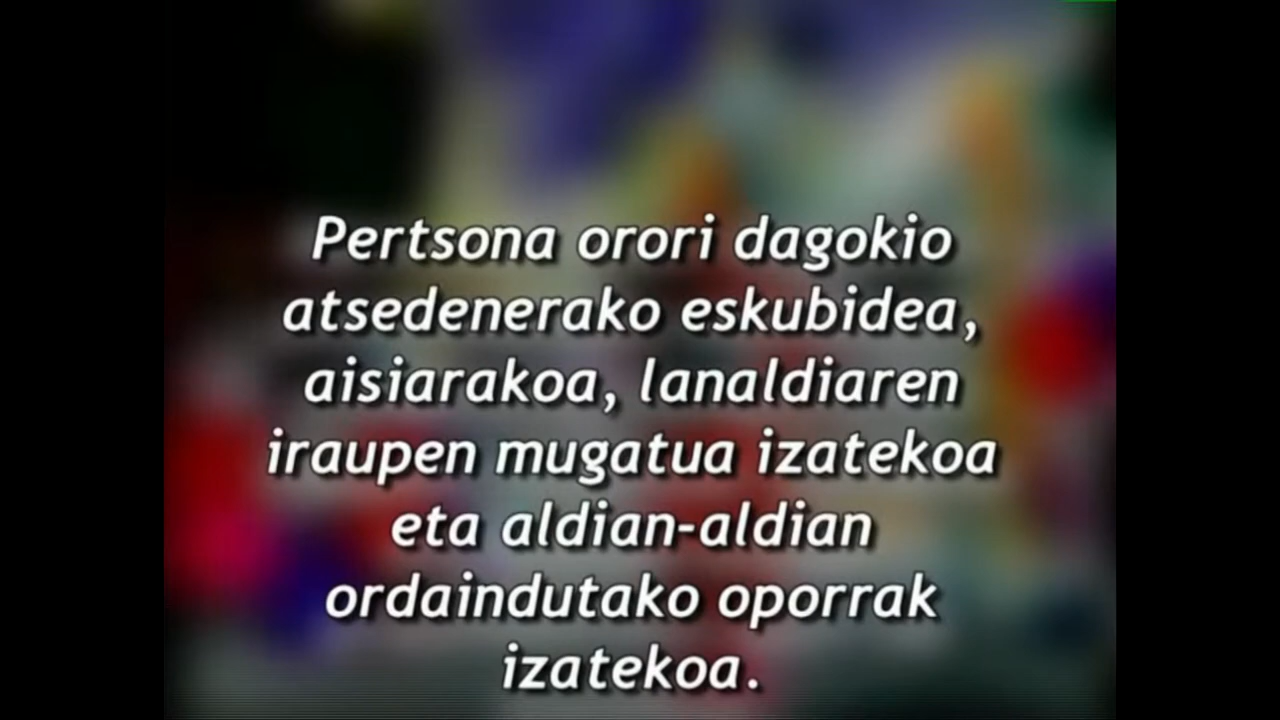 Pertsona orori dagokio
atsedenerako eskubidea,
aisiarakoa, lanaldiaren
iraupen mugatua izatekoa
eta aldian-aldian
ordaindutako oporrak
izatekoa.